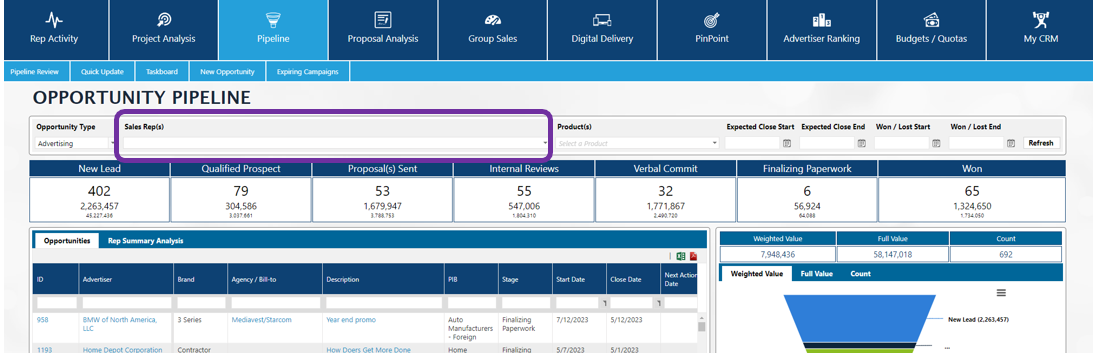 Rep Activity Project Analysis Pipeline Proposal Analysis Group Sales Digital Delivery PinPoint Advertiser Ranking Budgets / Quotas My CRM
Pipeline Review Quick Update Taskboard New Opportunity Expiring Campaigns
OPPORTUNITY PIPELINE
Opportunity Type Sales Rep(s) Product(s) Expected Close Start Expected Close End Won / Lost Start Won / Lost End
Advertising Select a Product Refresh
New Lead Qualified Prospect Proposal(s) Sent Internal Reviews Verbal Commit Finalizing Paperwork Won
402 79 53 55 32 6 65
2,263,457 304,586 1,679,947 547,006 1,771,867 56,924 1,324,650
45,227,436 3,037,661 3,788,753 1,804,310 2,490,720 64,088 1,734,050
Opportunities Rep Summary Analysis
Weighted Value Full Value Count
7,948,436 58,147,018 692
Weighted Value Full Value Count
ID Advertiser Brand Agency / Bill-to Description PIB Stage Start Date Close Date Next Action
Date
958 BMW of North America, 3 Series Mediavest/Starcom Year end promo Auto Finalizing 7/12/2023 5/12/2023
LLC Manufacturers Paperwork
- Foreign
1193 Home Depot Corporation Contractor How Doers Get More Done Home Finalizing 5/7/2023 5/1/2023
New Lead (2,263,457)